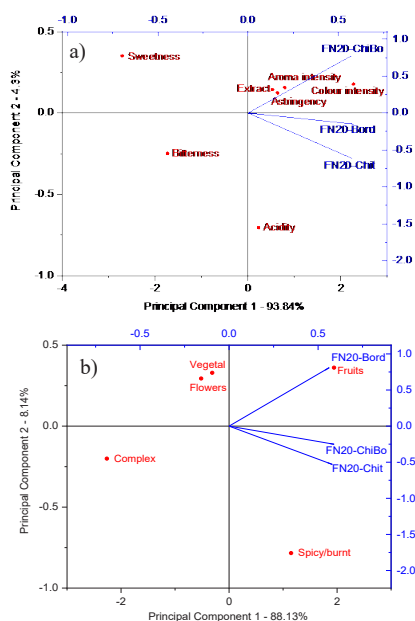 -1.0 -0.5 0.0 0.5
a)
0.5
0.0
-0.5
-1.0
Principal Component 2 - 4,3%
FN20-ChiBo
Sweetness
Amma intensity
Extract
Colour intensity
Astringency
FN20-Bord
Bitterness
FN20-Chit
Acidity
1.0
0.5
0.0
-0.5
-1.0
-1.5
-2.0
-4 -3 -2 -1 0 1 2
Principal Component 1 - 93.84%
-0.5 0.0 0.5
b)
0.5
0.0
-0.5
-1.0
Principal Component 2 - 8.14%
FN20-Bord
Vegetal
Fruits
Flowers
FN20-ChiBo
Complex
FN20-Chit
Spicy/burnt
1.0
0.5
0.0
-0.5
-1.0
-1.5
-2.0
-2 0 2
Principal Component 1 - 88.13%